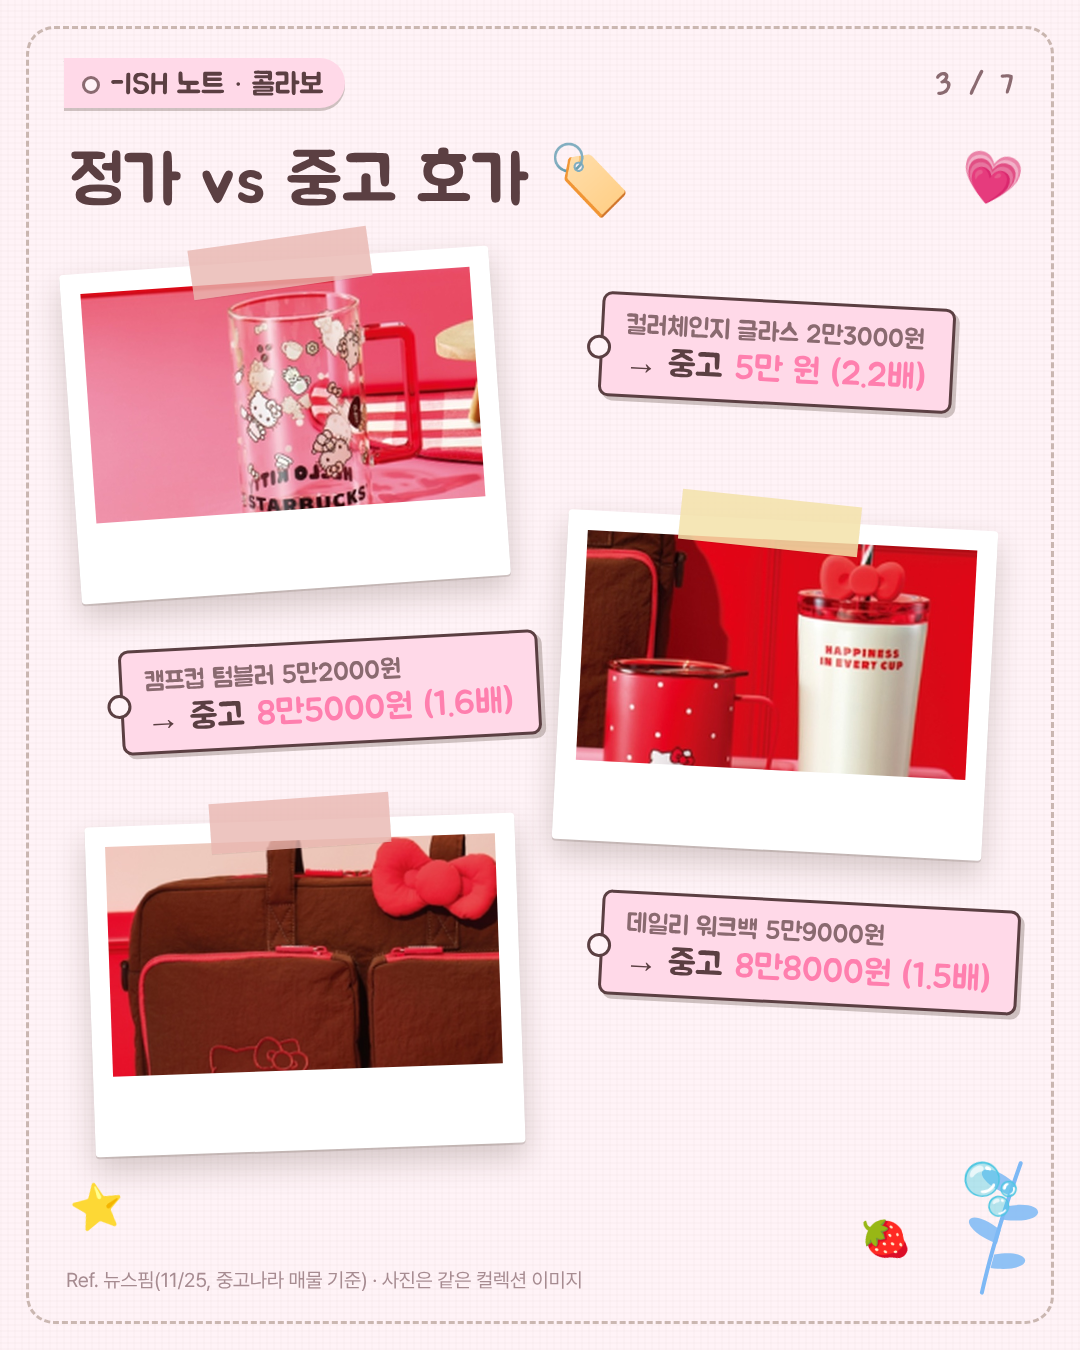 -ISH 노트 · 콜라보
3 / 7
정가 vs 중고 호가
컬러체인지 글라스 2만3000원
→ 중고 5만 원 (2.2배)
HELLO KITTY
STARBUCKS
HAPPINESS
IN EVERY CUP
캠프컵 텀블러 5만2000원
→ 중고 8만5000원 (1.6배)
데일리 워크백 5만9000원
→ 중고 8만8000원 (1.5배)
Ref. 뉴스핌(11/25, 중고나라 매물 기준) · 사진은 같은 컬렉션 이미지